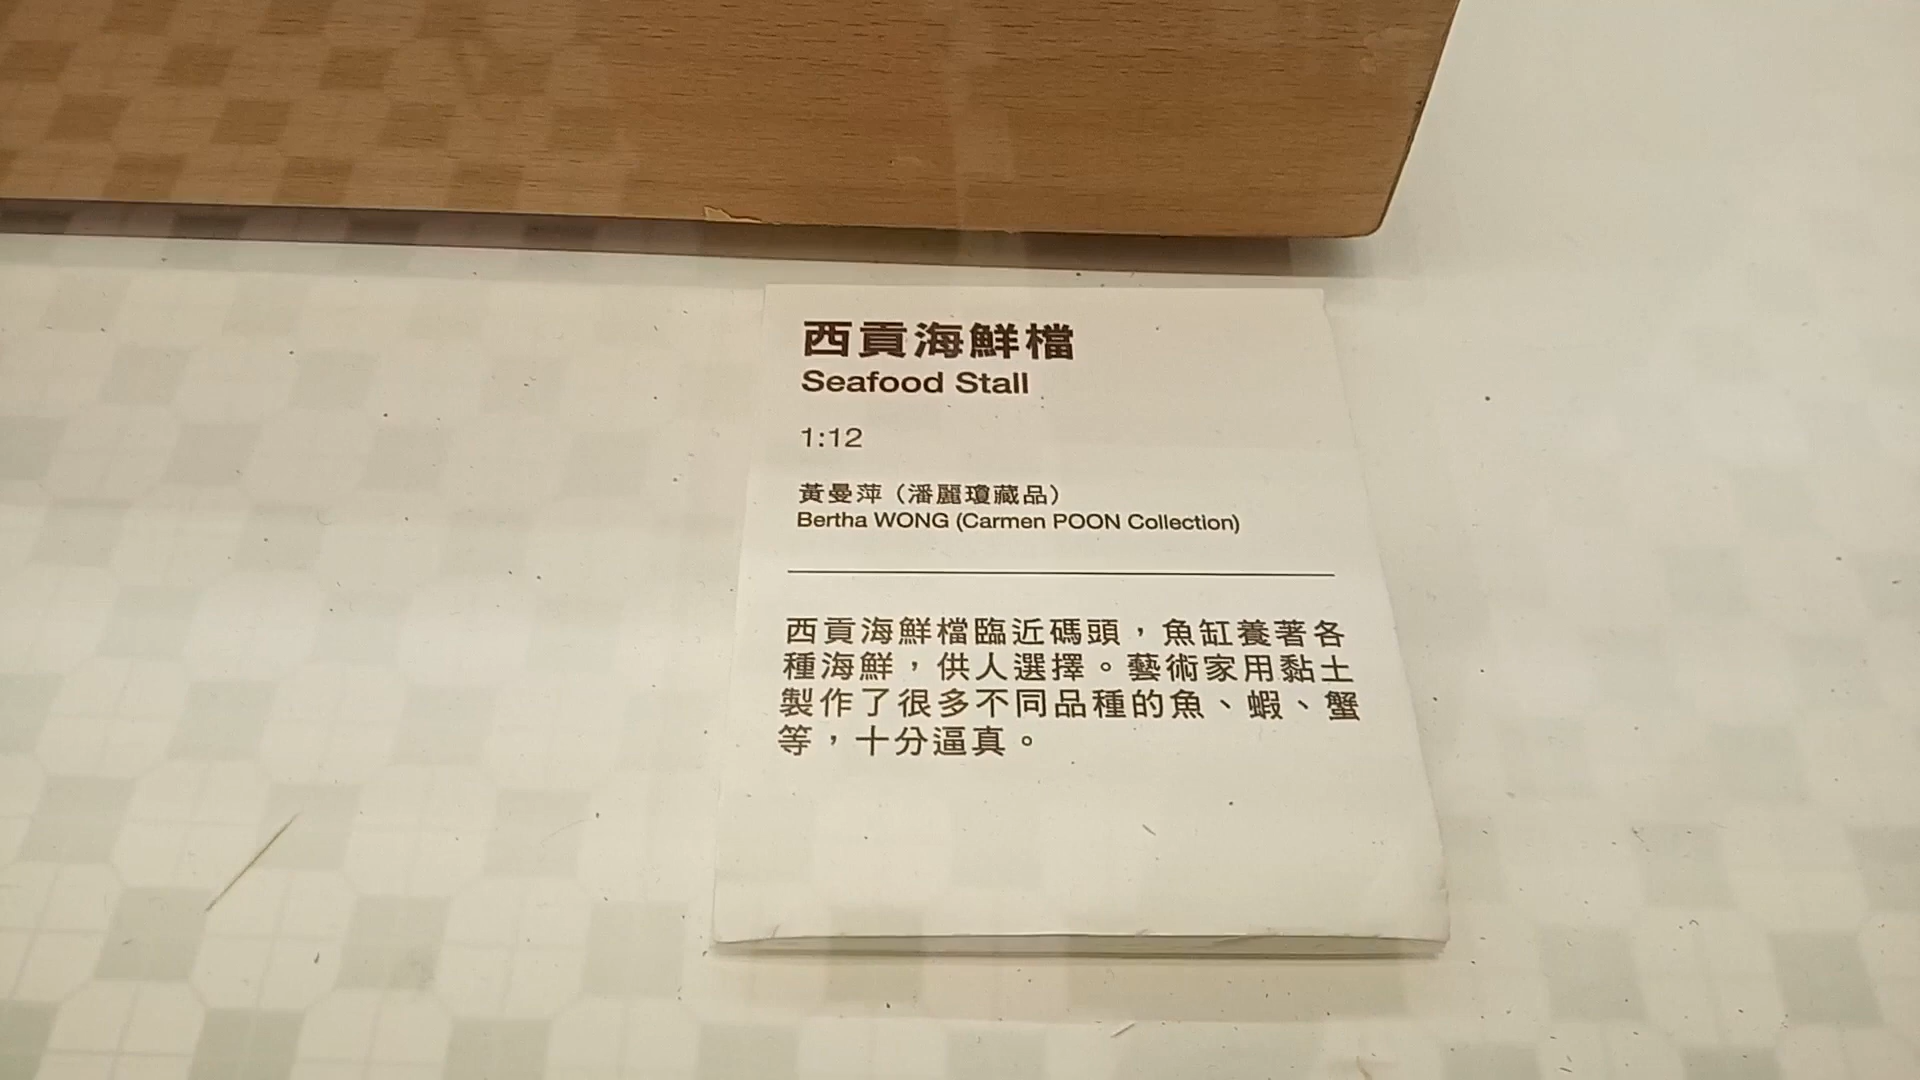 西貢海鮮檔
Seafood Stall
1:12
黃曼萍（潘麗瓊藏品）
Bertha WONG (Carmen POON Collection)
西貢海鮮檔臨近碼頭，魚缸養著各
種海鮮，供人選擇。藝術家用黏土
製作了很多不同品種的魚、蝦、蟹
等，十分逼真。